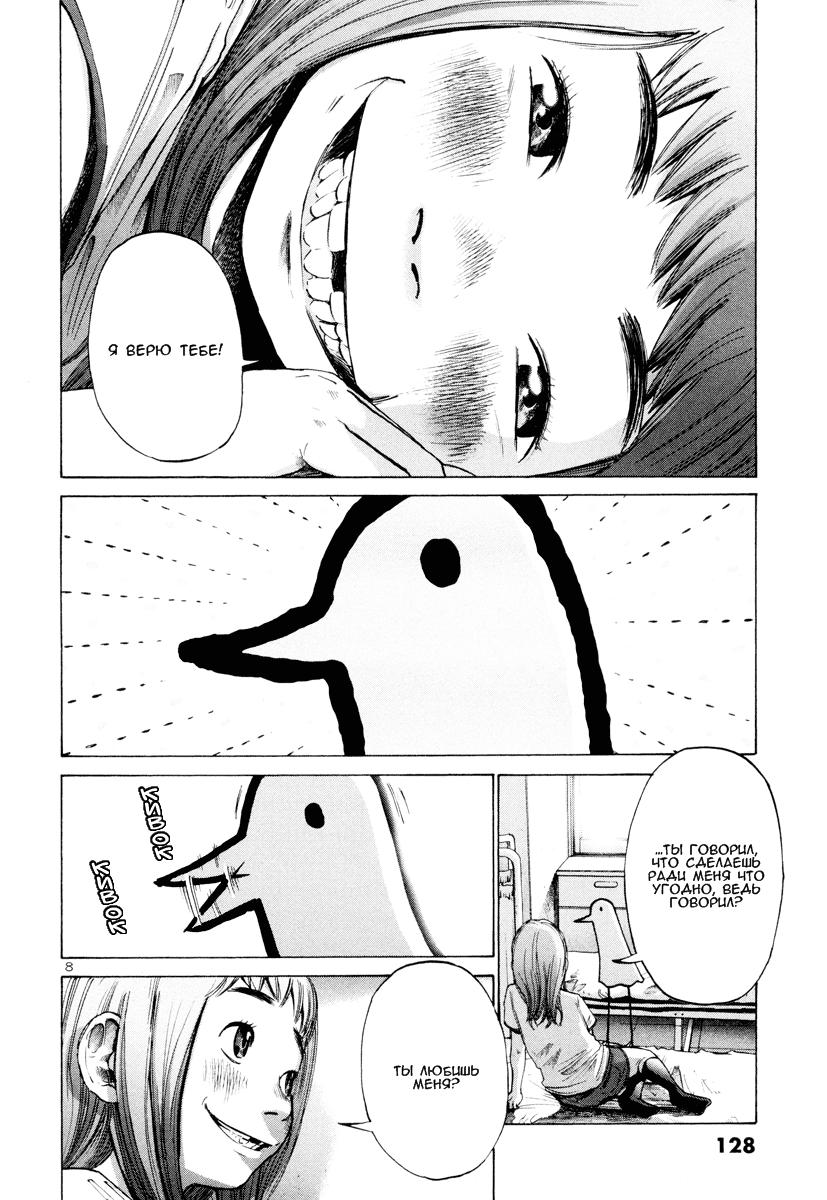 Я ВЕРЮ ТЕБЕ!
...ТЫ ГОВОРИЛ,
ЧТО СДЕЛАЕШЬ
РАДИ МЕНЯ ЧТО
УГОДНО, ВЕДЬ
ГОВОРИЛ?
КИВОК
КИВОК
8
ТЫ ЛЮБИШЬ
МЕНЯ?
128